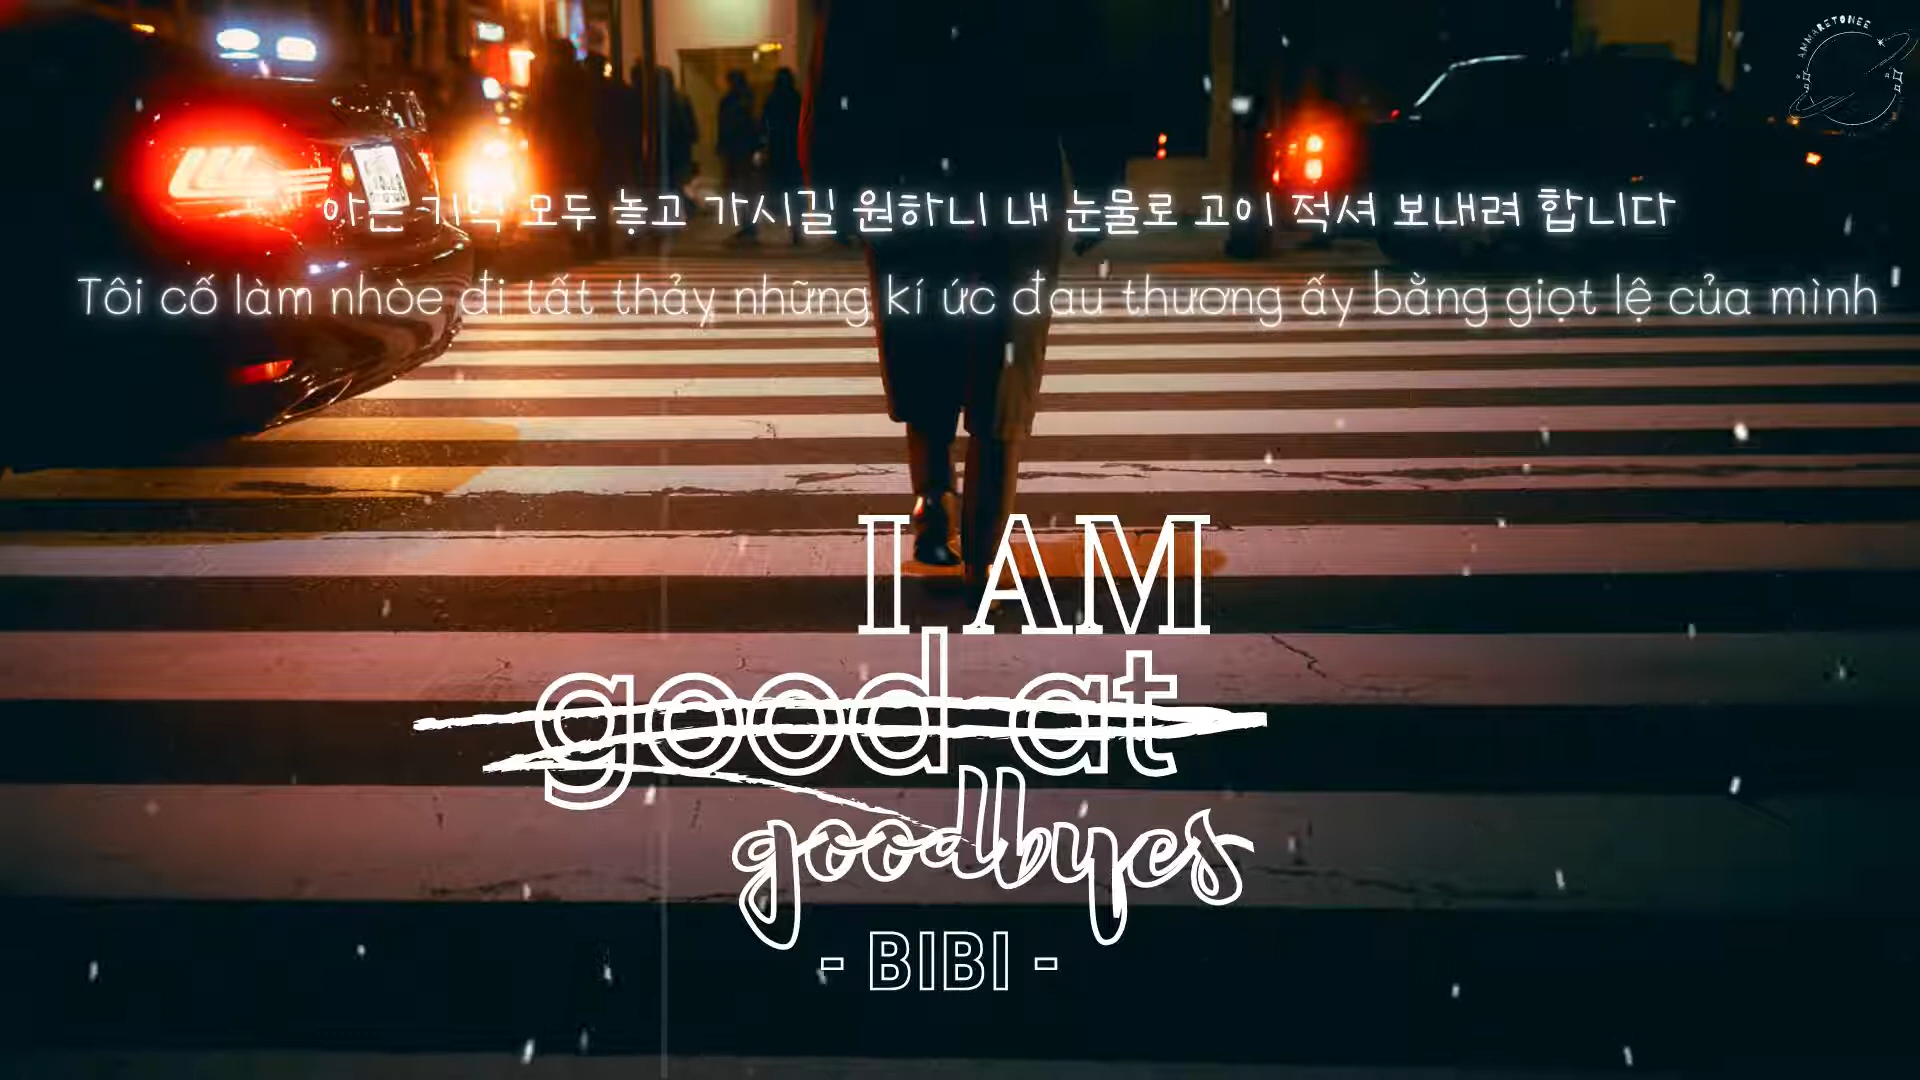 AMMARETONEE
아는 기억 모두 놓고 가시길 원하니 내 눈물로 고이 적셔 보내려 합니다
Tôi cố làm nhòe đi tất thảy những kí ức đau thương ấy bằng giọt lệ của mình
I AM
good at
goodbyes
- BIBI -